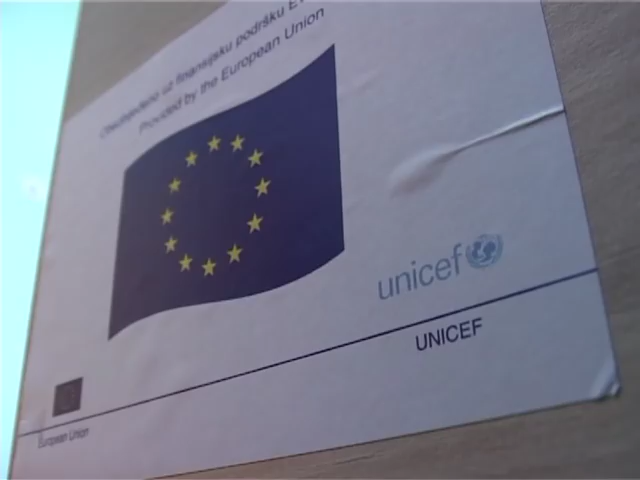 Obezbjeđeno uz finansijsku podršku
Provided by the European Union
unicef
UNICEF
European Union